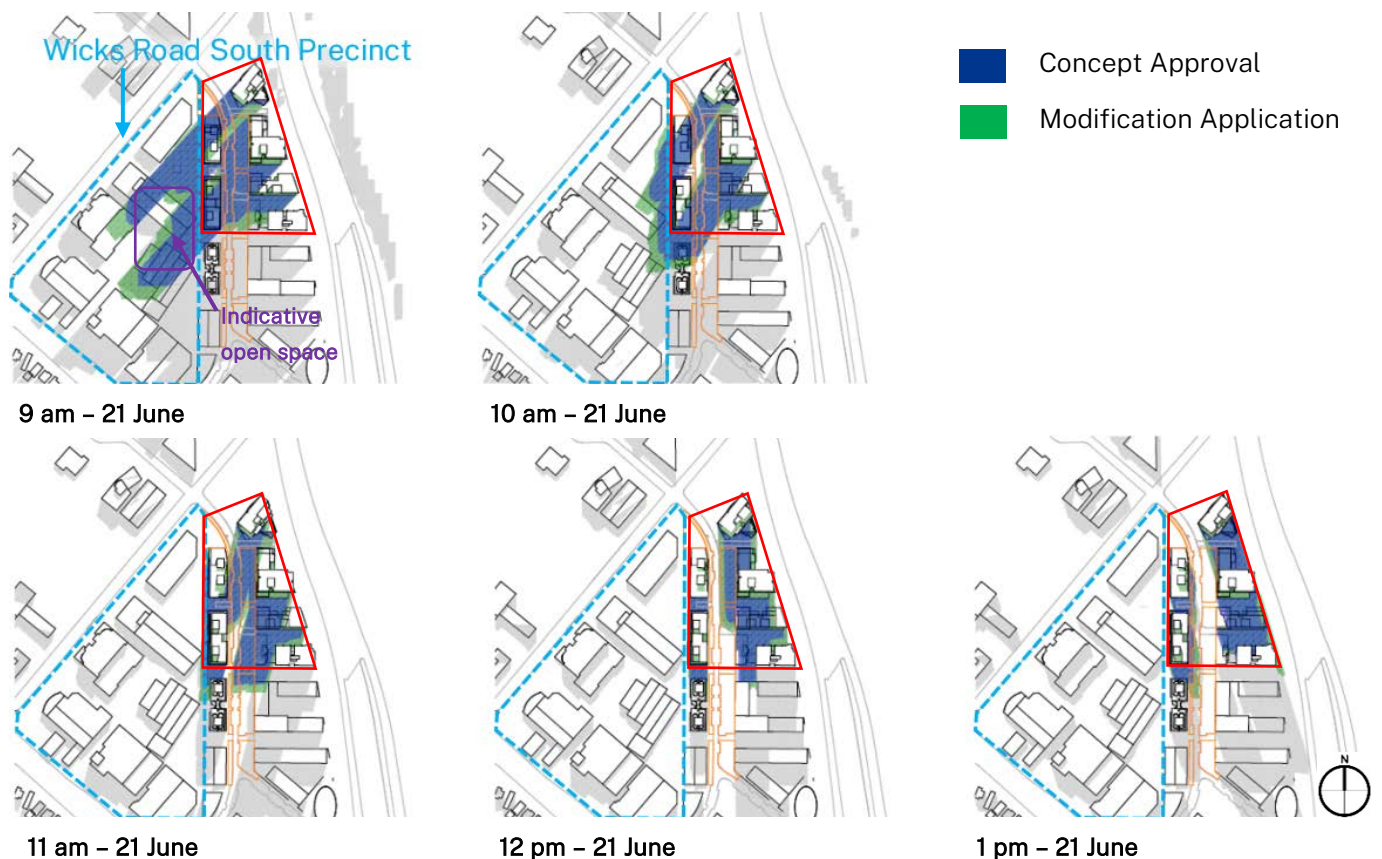 Wicks Road South Precinct
Concept Approval
Modification Application
Indicative
open space
9 am – 21 June
10 am – 21 June
N
11 am – 21 June
12 pm – 21 June
1 pm – 21 June